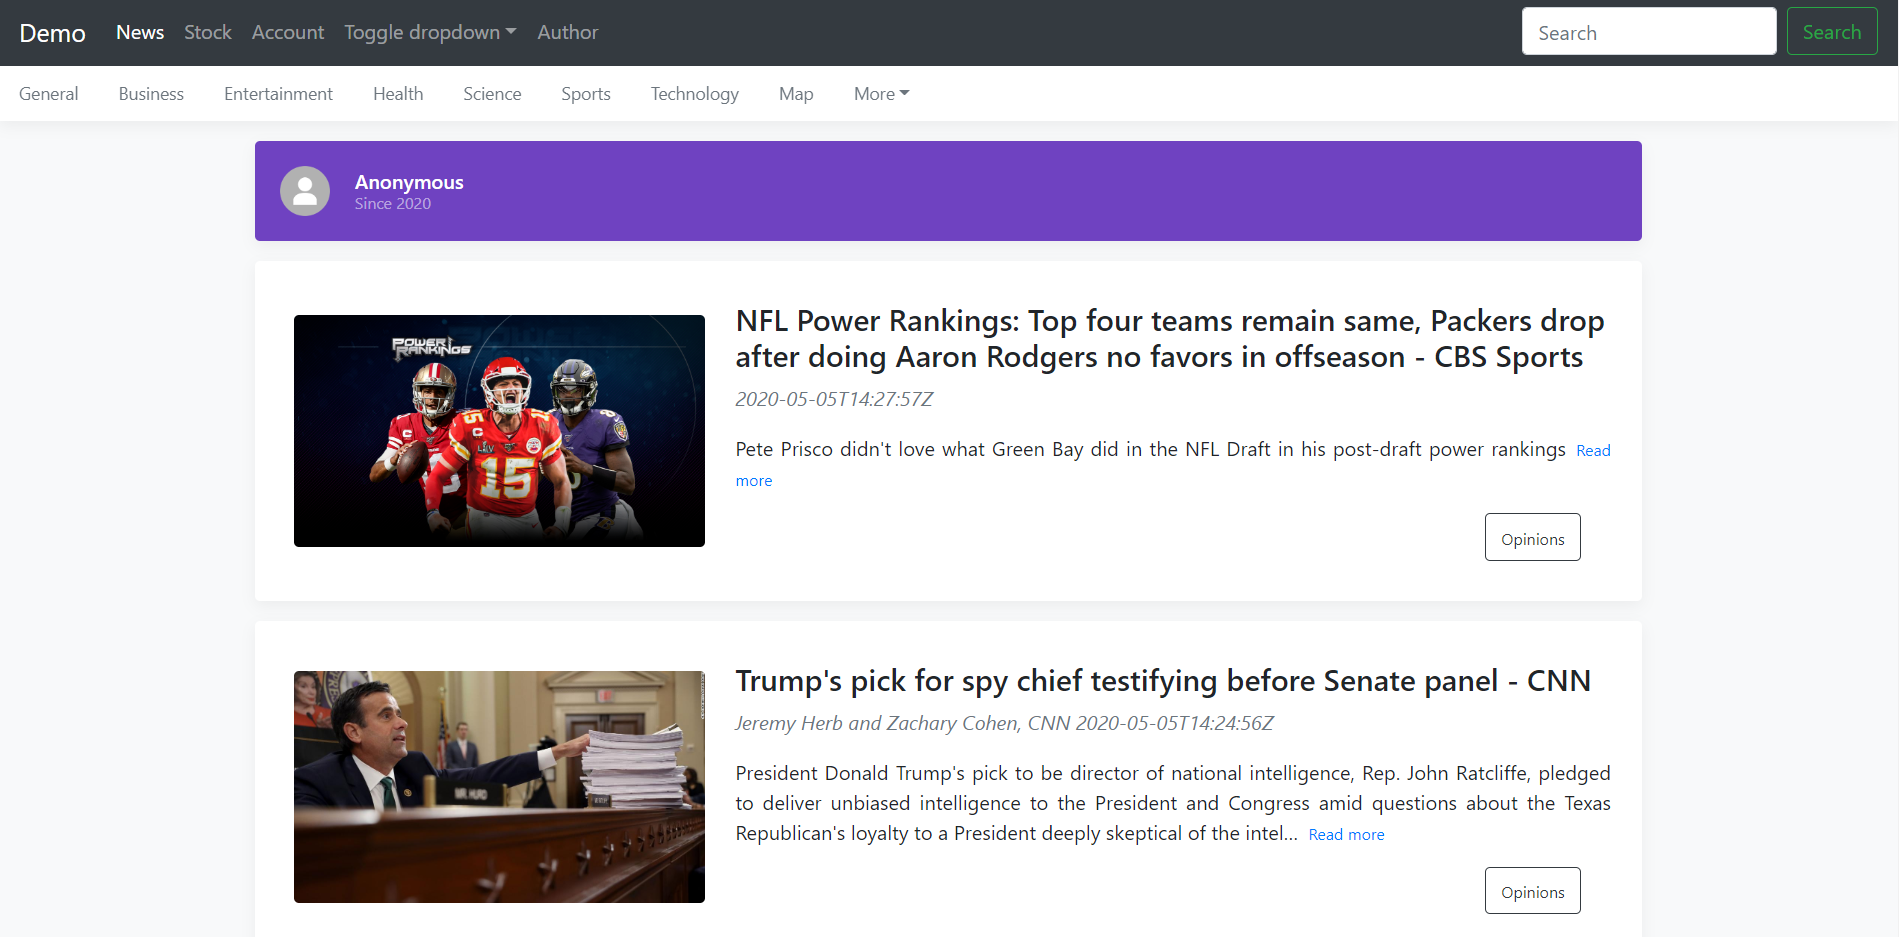 Demo News Stock Account Toggle dropdown Author Search Search
General Business Entertainment Health Science Sports Technology Map More
Anonymous
Since 2020
POWER
RANKINGS
15
NFL Power Rankings: Top four teams remain same, Packers drop
after doing Aaron Rodgers no favors in offseason - CBS Sports
2020-05-05T14:27:57Z
Pete Prisco didn't love what Green Bay did in the NFL Draft in his post-draft power rankings Read
more
Opinions
MR. HURD
Trump's pick for spy chief testifying before Senate panel - CNN
Jeremy Herb and Zachary Cohen, CNN 2020-05-05T14:24:56Z
President Donald Trump's pick to be director of national intelligence, Rep. John Ratcliffe, pledged
to deliver unbiased intelligence to the President and Congress amid questions about the Texas
Republican's loyalty to a President deeply skeptical of the intel... Read more
Opinions